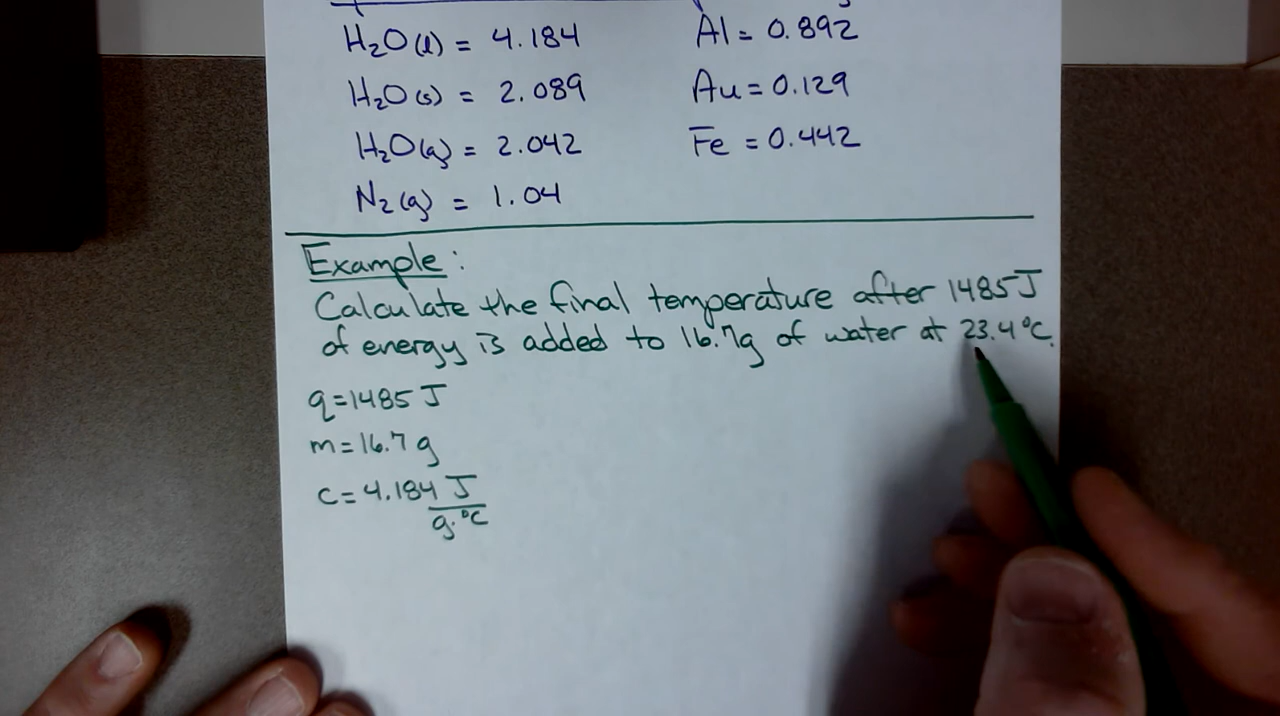 H₂O(l) = 4.184 Al = 0.892
H₂O(s) = 2.089 Au = 0.129
H₂O(g) = 2.042 Fe = 0.442
N₂(g) = 1.04
Example:
Calculate the final temperature after 1485 J
of energy is added to 16.7g of water at 23.4°C.
q = 1485 J
m = 16.7 g
c = 4.184 J
g·°C